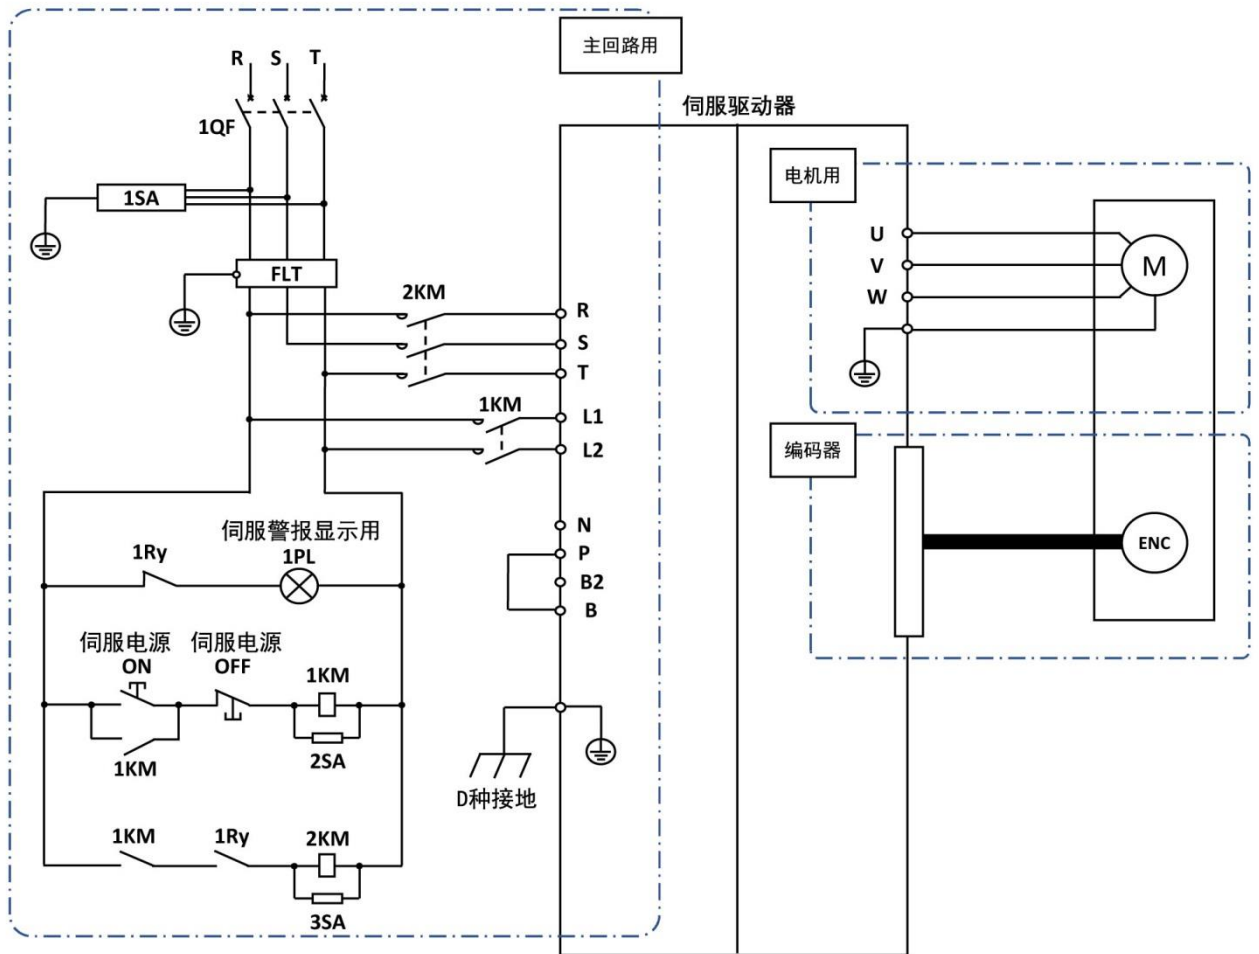 主回路用
R S T
伺服驱动器
1QF
电机用
1SA
U
V
M
W
FLT
2KM
R
S
T
1KM
L1
L2
编码器
伺服警报显示用
1Ry
1PL
N
P
B2
B
ENC
伺服电源
ON
伺服电源
OFF
1KM
1KM
2SA
D种接地
1KM
1Ry
2KM
3SA